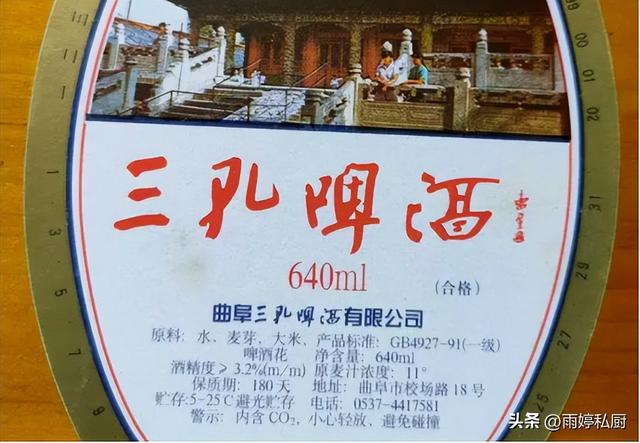 三孔啤酒
640ml
(合格)
曲阜三孔啤酒有限公司
原料: 水、麦芽、大米、产品标准: GB4927-91(一级)
啤酒花 净含量: 640ml
酒精度≥3.2%(m/m) 原麦汁浓度: 11°
保质期: 180天 地址: 曲阜市校场路18号
贮存:5-25℃避光贮存 电话: 0537-4417581
警示: 内含CO₂, 小心轻放、避免碰撞
头条 @雨婷私厨